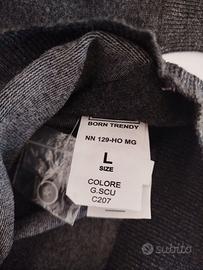 BORN TRENDY
NN 129-HO MG
L
SIZE
COLORE
G.SCU
C207
subito